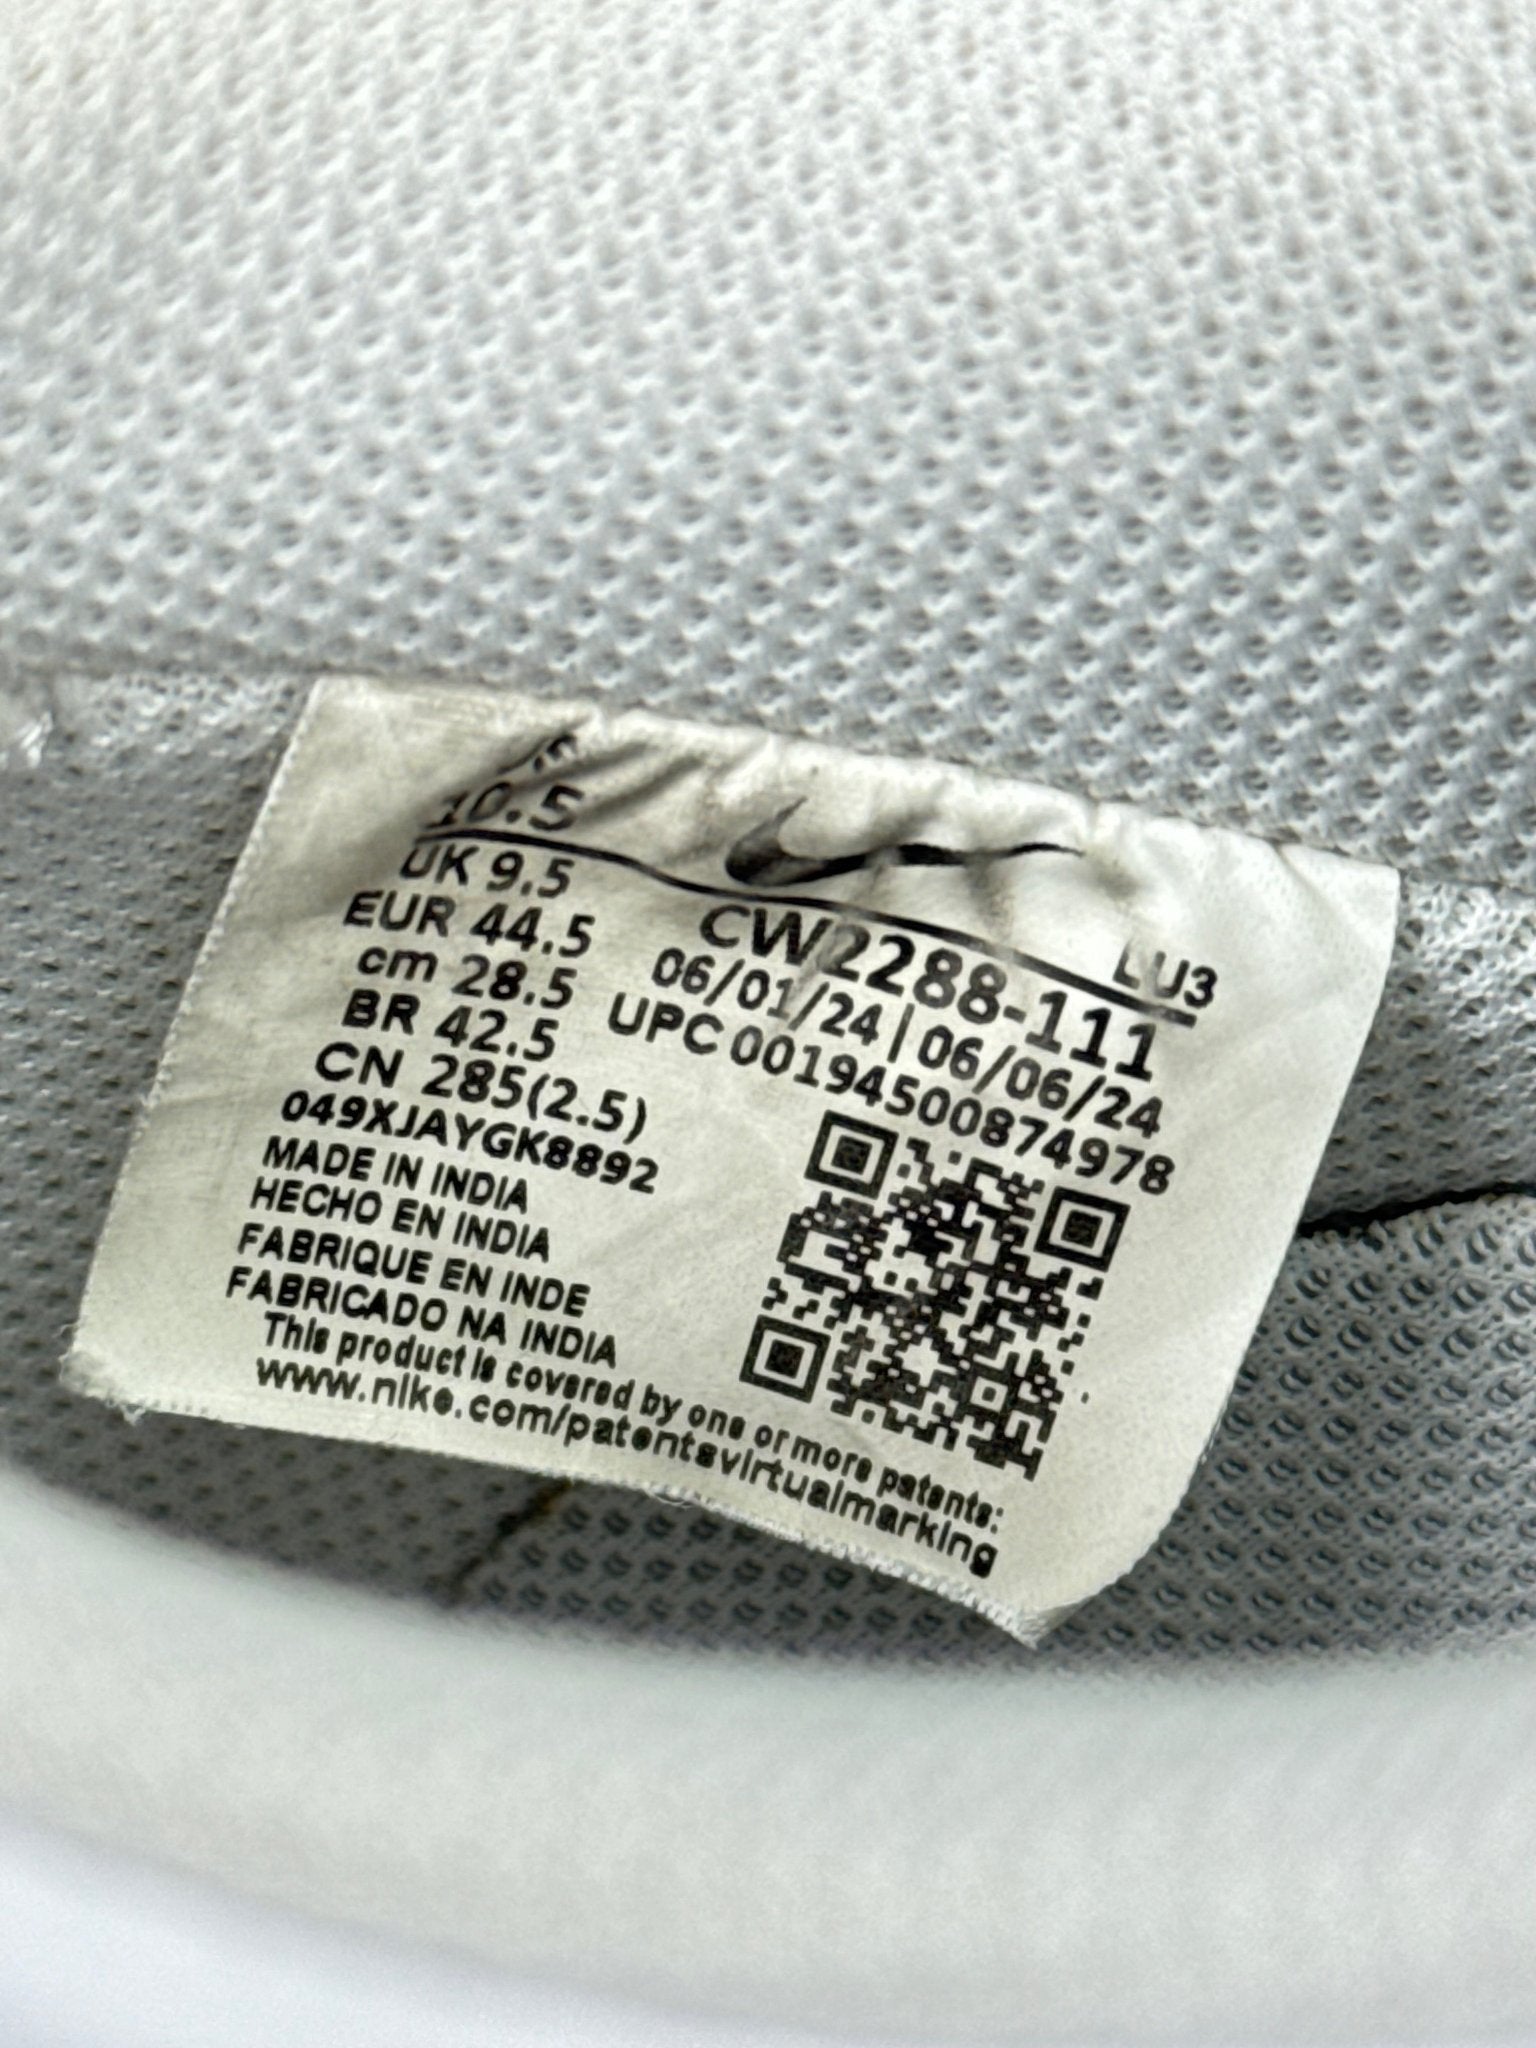 10.5
UK 9.5
EUR 44.5
cm 28.5
BR 42.5
CN 285(2.5)
049XJAYGK8892
MADE IN INDIA
HECHO EN INDIA
FABRIQUE EN INDE
FABRICADO NA INDIA
LU3
CW2288-111
06/01/24 | 06/06/24
UPC 00194500874978
This product is covered by one or more patents:
www.nike.com/patentsvirtualmarking